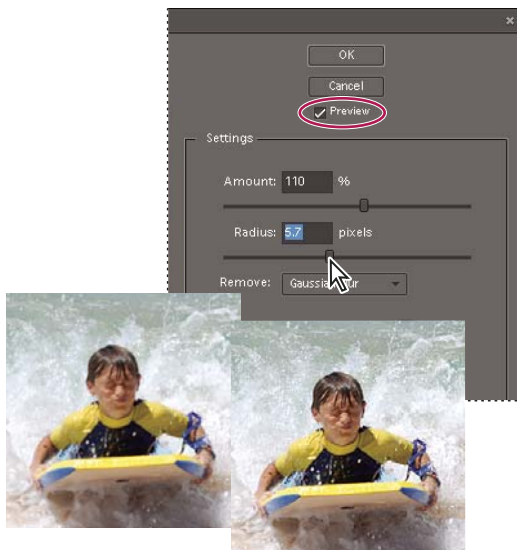 OK
Cancel
Preview
Settings
Amount: 110 %
Radius: 5.7 pixels
Remove: